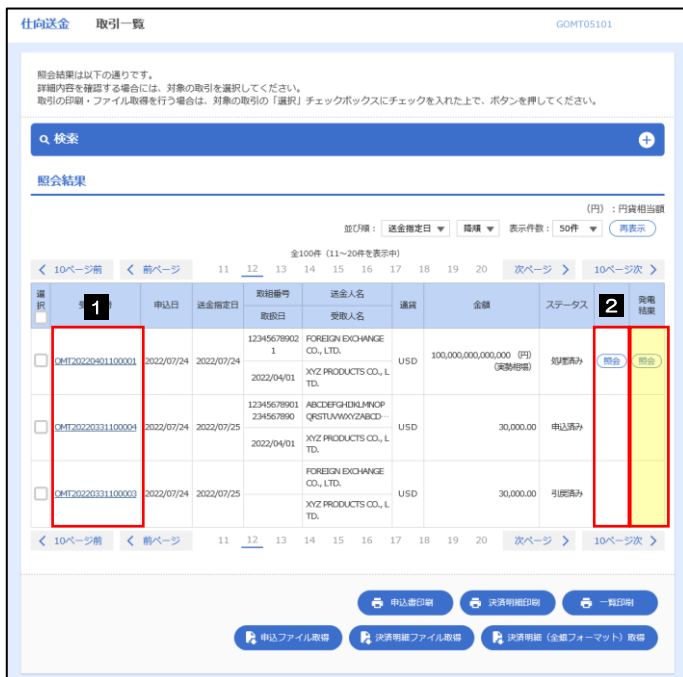 仕向送金 取引一覧 GOMT05101
照会結果は以下の通りです。
詳細内容を確認する場合には、対象の取引を選択してください。
取引の印刷・ファイル取得を行う場合は、対象の取引の「選択」チェックボックスにチェックを入れた上で、ボタンを押してください。
検索
照会結果
(円) : 円貨相当額
並び順: 送金指定日 ▼ 降順 ▼ 表示件数: 50件 ▼ 再表示
全100件 (11～20件を表示中)
10ページ前 前ページ 11 12 13 14 15 16 17 18 19 20 次ページ 10ページ次
選択 1 申込日 送金指定日 取組番号 送金人名 通貨 金額 ステータス 2 発電結果
取扱日 受取人名
OMT20220401100001 2022/07/24 2022/07/24 123456789021 FOREIGN EXCHANGE CO., LTD. USD 100,000,000,000,000 (円) (実勢相場) 処理済み 照会 照会
2022/04/01 XYZ PRODUCTS CO., LTD.
OMT20220331100004 2022/07/24 2022/07/25 12345678901234567890 ABCDEFGHIJKLMNOPQRSTUVWXYZABCD… USD 30,000.00 申込済み
2022/04/01 XYZ PRODUCTS CO., LTD.
OMT20220331100003 2022/07/24 2022/07/25 FOREIGN EXCHANGE CO., LTD. USD 30,000.00 引戻済み
XYZ PRODUCTS CO., LTD.
10ページ前 前ページ 11 12 13 14 15 16 17 18 19 20 次ページ 10ページ次
申込書印刷 決済明細印刷 一覧印刷
申込ファイル取得 決済明細ファイル取得 決済明細（全銀フォーマット）取得